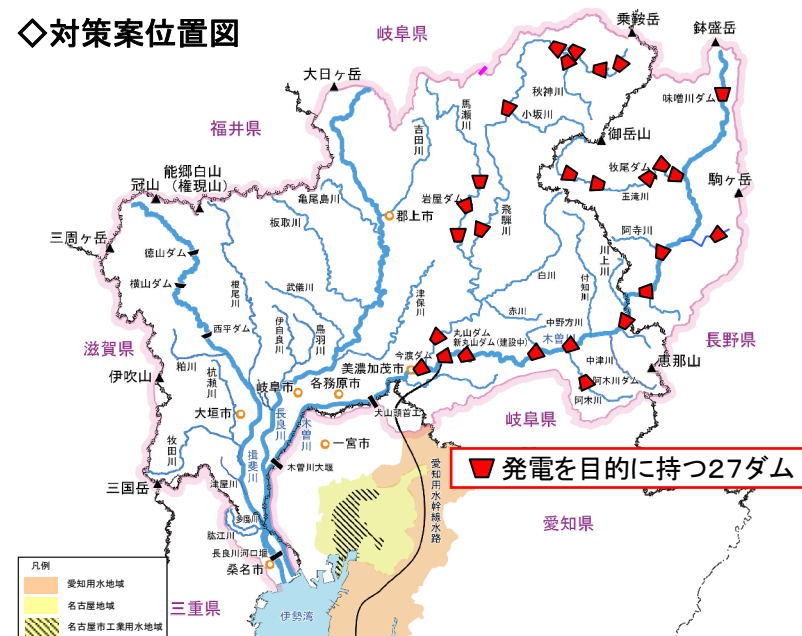 ◇対策案位置図
岐阜県
乗鞍岳
鉢盛岳
大日ヶ岳
馬瀬川
秋神川
小坂川
味噌川ダム
吉田川
福井県
御岳山
能郷白山
(権現山)
冠山
亀尾島川
岩屋ダム
牧尾ダム
王滝川
駒ヶ岳
郡上市
飛騨川
板取川
三周ヶ岳
阿寺川
川上川
徳山ダム
横山ダム
根尾川
武儀川
津保川
白川
付知川
伊自良川
鳥羽川
赤川
中野方川
西平ダム
丸山ダム
新丸山ダム(建設中)
木曽川
長野県
滋賀県
粕川
今渡ダム
美濃加茂市
中津川
恵那山
伊吹山
杭瀬川
岐阜市
各務原市
阿木川ダム
阿木川
大垣市
長良川
木曽川
犬山頭首工
岐阜県
牧田川
揖斐川
一宮市
木曽川大堰
愛知用水幹線水路
発電を目的に持つ27ダム
三国岳
津屋川
多度川
肱江川
愛知県
長良川河口堰
桑名市
凡例
愛知用水地域
名古屋地域
名古屋市工業用水地域
三重県
伊勢湾